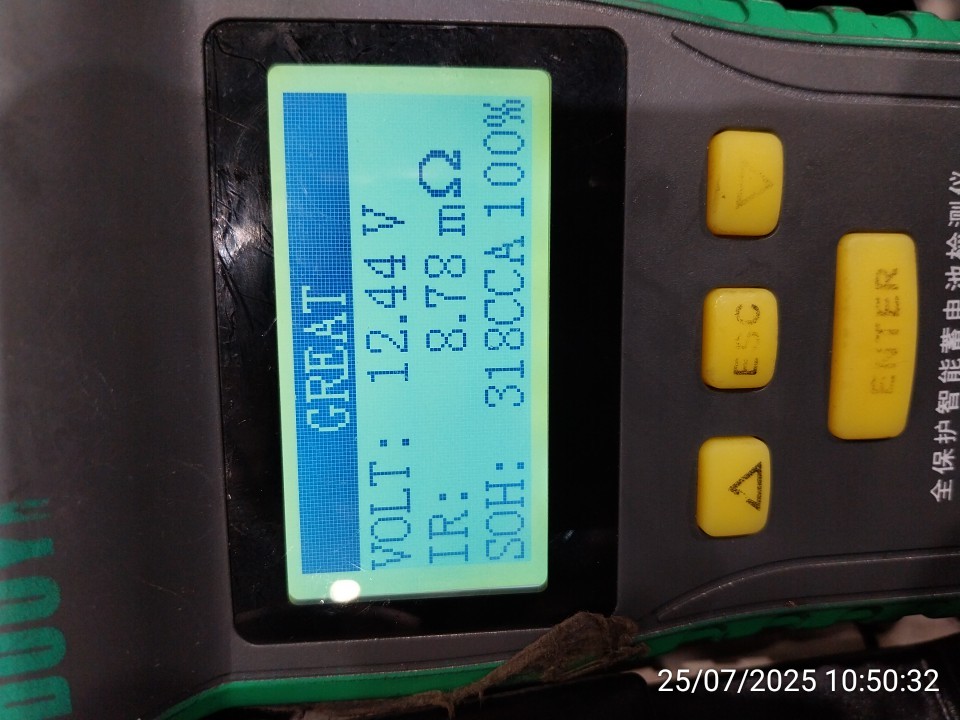 DUOYI
GREAT
VOLT: 12.44 V
IR: 8.78 mΩ
SOH: 318CCA 100%
△
ESC
▽
ENTER
全保护智能蓄电池检测仪
25/07/2025 10:50:32